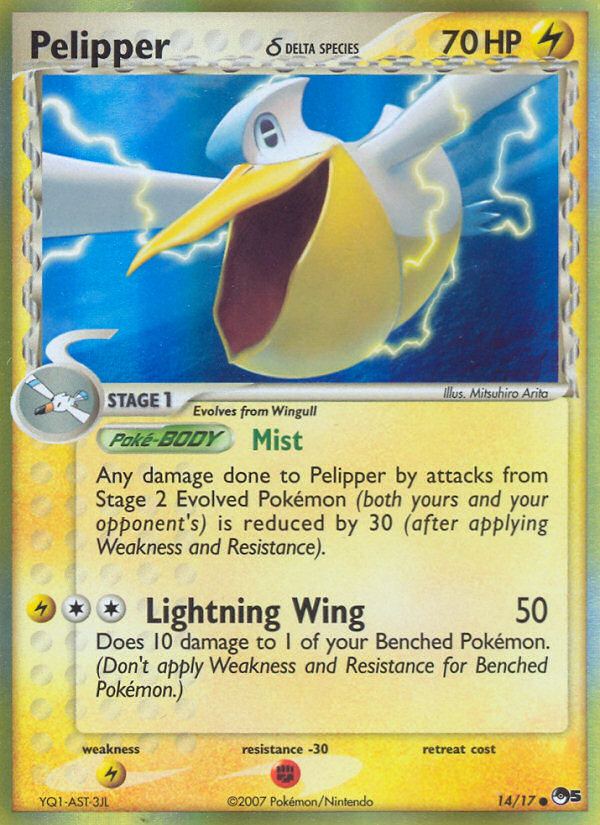 Pelipper δ DELTA SPECIES 70 HP
Illus. Mitsuhiro Arita
STAGE 1
Evolves from Wingull
Poké-BODY Mist
Any damage done to Pelipper by attacks from
Stage 2 Evolved Pokémon (both yours and your
opponent's) is reduced by 30 (after applying
Weakness and Resistance).
Lightning Wing 50
Does 10 damage to 1 of your Benched Pokémon.
(Don't apply Weakness and Resistance for Benched
Pokémon.)
weakness resistance -30 retreat cost
YQ1-AST-3JL ©2007 Pokémon/Nintendo 14/17 ● 5